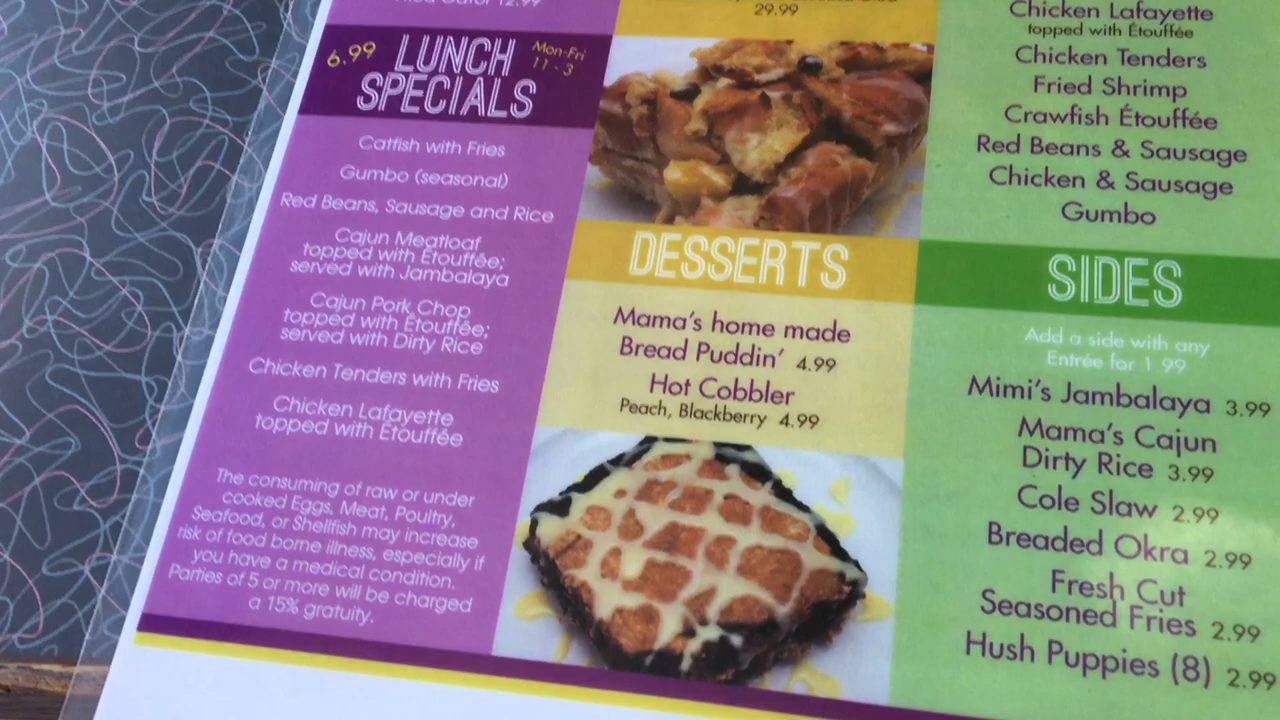 12.99
6.99
LUNCH
SPECIALS
Mon-Fri
11 - 3
Catfish with Fries
Gumbo (seasonal)
Red Beans, Sausage and Rice
Cajun Meatloaf
topped with Étouffée;
served with Jambalaya
Cajun Pork Chop
topped with Étouffée;
served with Dirty Rice
Chicken Tenders with Fries
Chicken Lafayette
topped with Étouffée
The consuming of raw or under
cooked Eggs, Meat, Poultry,
Seafood, or Shellfish may increase
risk of food borne illness, especially if
you have a medical condition.
Parties of 5 or more will be charged
a 15% gratuity.
29.99
DESSERTS
Mama's home made
Bread Puddin' 4.99
Hot Cobbler
Peach, Blackberry 4.99
Chicken Lafayette
topped with Étouffée
Chicken Tenders
Fried Shrimp
Crawfish Étouffée
Red Beans & Sausage
Chicken & Sausage
Gumbo
SIDES
Add a side with any
Entrée for 1.99
Mimi's Jambalaya 3.99
Mama's Cajun
Dirty Rice 3.99
Cole Slaw 2.99
Breaded Okra 2.99
Fresh Cut
Seasoned Fries 2.99
Hush Puppies (8) 2.99